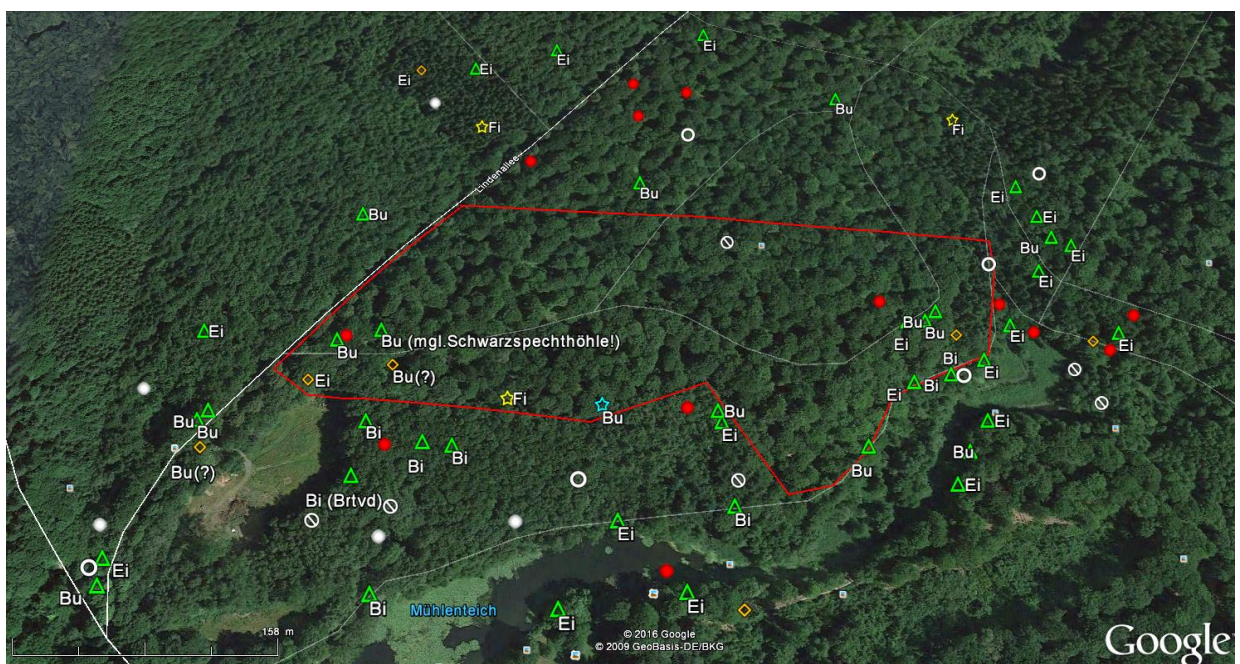 Ei
Ei
Ei
Ei
Bu
Fi
Fi
Lindenallee
Bu
Ei
Bu
Ei
Bu
Ei
Ei
Ei
Bu
Bu
Ei
Ei
Ei
Bu
Bu (mgl.Schwarzspechthöhle!)
Bu(?)
Bi
Ei
Bi
Ei
Ei
Fi
Bu
Bu
Ei
Bu
Bu
Bi
Bi
Bi
Ei
Bu
Bu
Bu(?)
Bi (Brtvd)
Ei
Bi
Ei
Ei
Bu
Bi
Mühlenteich
Ei
Ei
158 m
© 2016 Google
© 2009 GeoBasis-DE/BKG
Google